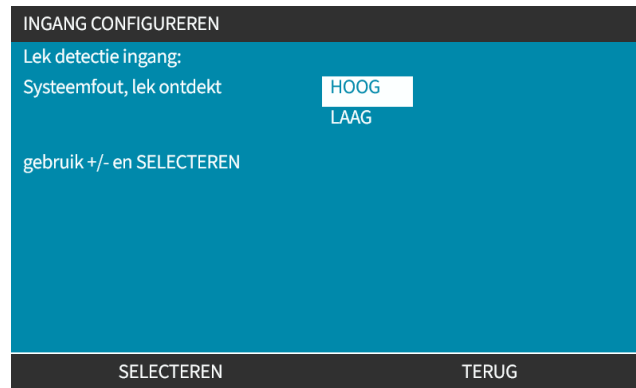 INGANG CONFIGUREREN
Lek detectie ingang:
Systeemfout, lek ontdekt HOOG
LAAG
gebruik +/- en SELECTEREN
SELECTEREN TERUG